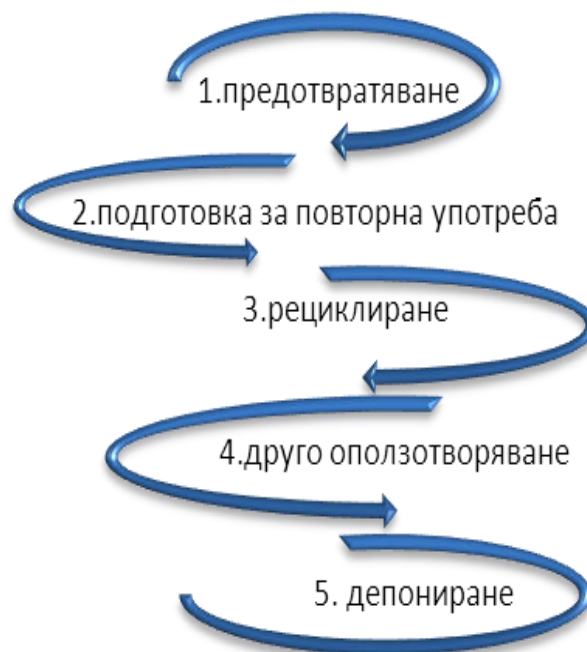 1.предотвратяване
2.подготовка за повторна употреба
3.рециклиране
4.друго оползотворяване
5. депониране